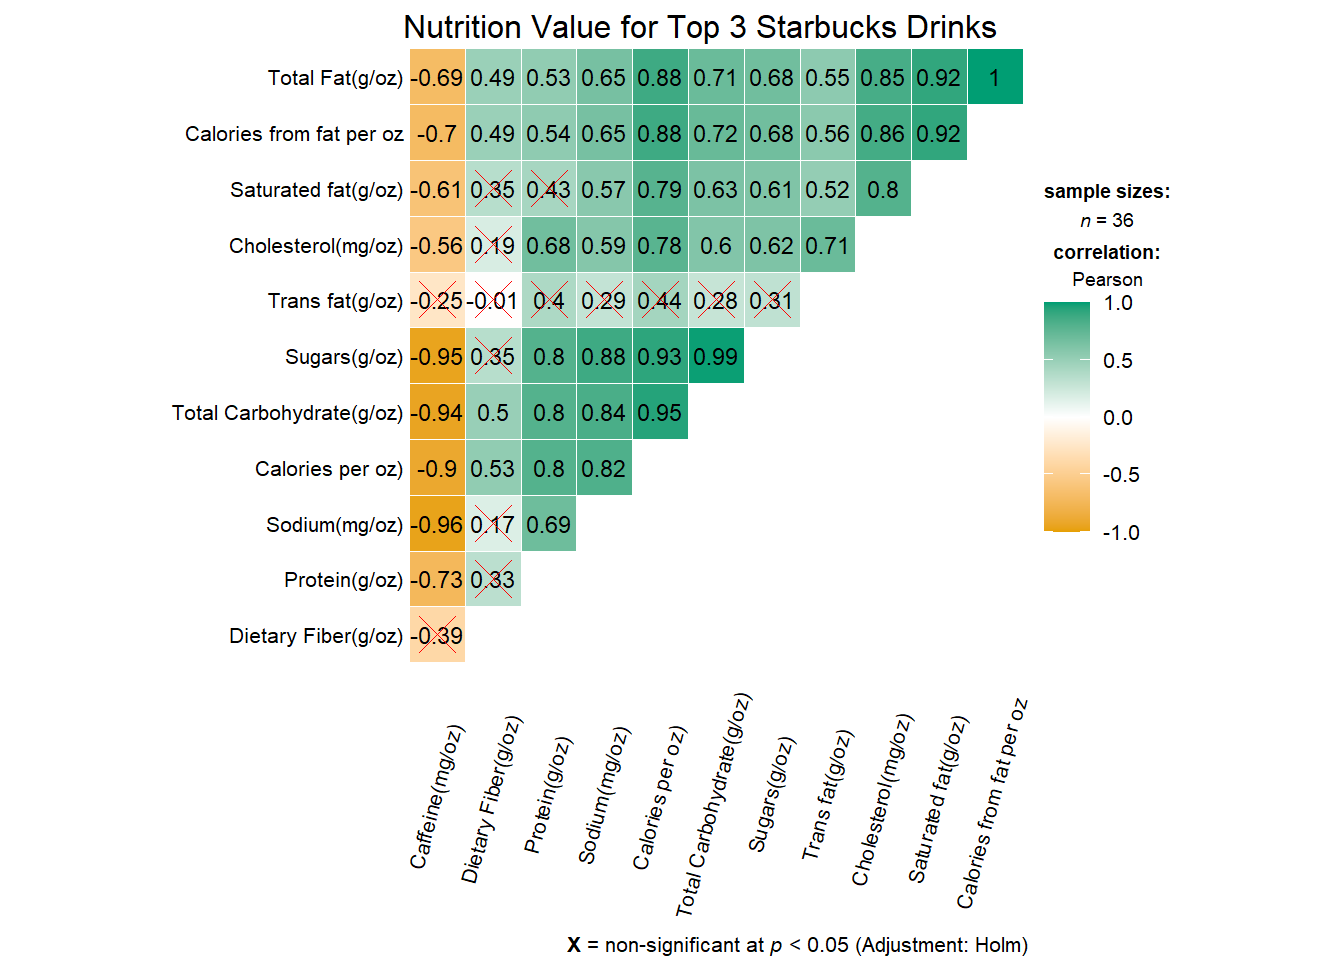 Nutrition Value for Top 3 Starbucks Drinks
Total Fat(g/oz) -0.69 0.49 0.53 0.65 0.88 0.71 0.68 0.55 0.85 0.92 1
Calories from fat per oz -0.7 0.49 0.54 0.65 0.88 0.72 0.68 0.56 0.86 0.92
Saturated fat(g/oz) -0.61 0.35 0.43 0.57 0.79 0.63 0.61 0.52 0.8
Cholesterol(mg/oz) -0.56 0.19 0.68 0.59 0.78 0.6 0.62 0.71
Trans fat(g/oz) -0.25 -0.01 0.4 0.29 0.44 0.28 0.31
Sugars(g/oz) -0.95 0.35 0.8 0.88 0.93 0.99
Total Carbohydrate(g/oz) -0.94 0.5 0.8 0.84 0.95
Calories per oz) -0.9 0.53 0.8 0.82
Sodium(mg/oz) -0.96 0.17 0.69
Protein(g/oz) -0.73 0.33
Dietary Fiber(g/oz) -0.39
Caffeine(mg/oz)
Dietary Fiber(g/oz)
Protein(g/oz)
Sodium(mg/oz)
Calories per oz)
Total Carbohydrate(g/oz)
Sugars(g/oz)
Trans fat(g/oz)
Cholesterol(mg/oz)
Saturated fat(g/oz)
Calories from fat per oz
sample sizes:
n = 36
correlation:
Pearson
1.0
0.5
0.0
-0.5
-1.0
X = non-significant at p < 0.05 (Adjustment: Holm)